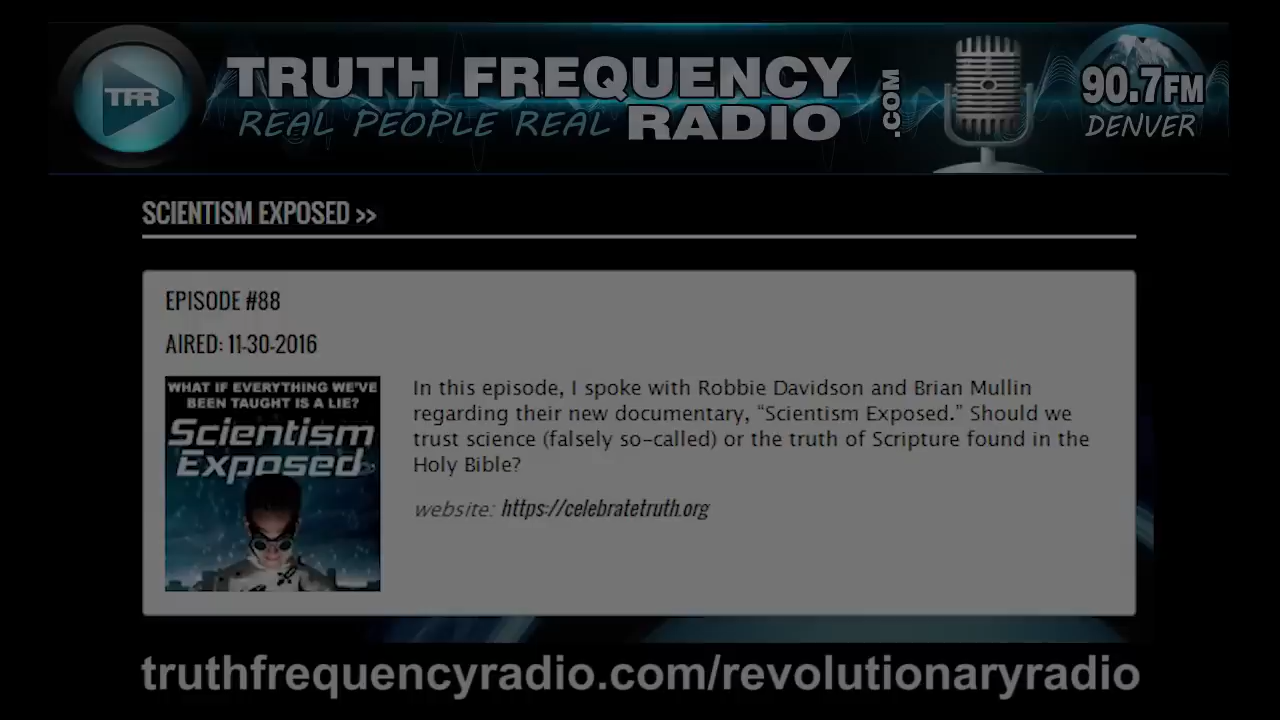 TFR
TRUTH FREQUENCY
REAL PEOPLE REAL RADIO
.COM
90.7FM
DENVER
SCIENTISM EXPOSED >>
EPISODE #88
AIRED: 11-30-2016
WHAT IF EVERYTHING WE'VE
BEEN TAUGHT IS A LIE?
Scientism
Exposed
In this episode, I spoke with Robbie Davidson and Brian Mullin
regarding their new documentary, “Scientism Exposed.” Should we
trust science (falsely so-called) or the truth of Scripture found in the
Holy Bible?
website: https://celebratetruth.org
truthfrequencyradio.com/revolutionaryradio